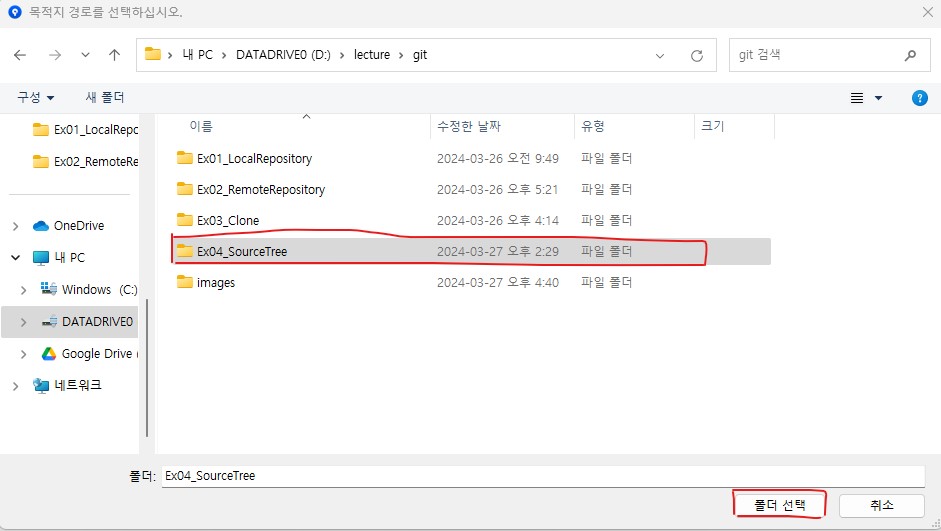 목적지 경로를 선택하십시오.
내 PC > DATADRIVE0 (D:) > lecture > git
git 검색
구성
새 폴더
Ex01_LocalRepo
Ex02_RemoteRe
OneDrive
내 PC
Windows (C:)
DATADRIVE0
Google Drive (
네트워크
이름 수정한 날짜 유형 크기
Ex01_LocalRepository 2024-03-26 오전 9:49 파일 폴더
Ex02_RemoteRepository 2024-03-26 오후 5:21 파일 폴더
Ex03_Clone 2024-03-26 오후 4:14 파일 폴더
Ex04_SourceTree 2024-03-27 오후 2:29 파일 폴더
images 2024-03-27 오후 4:40 파일 폴더
폴더: Ex04_SourceTree
폴더 선택
취소